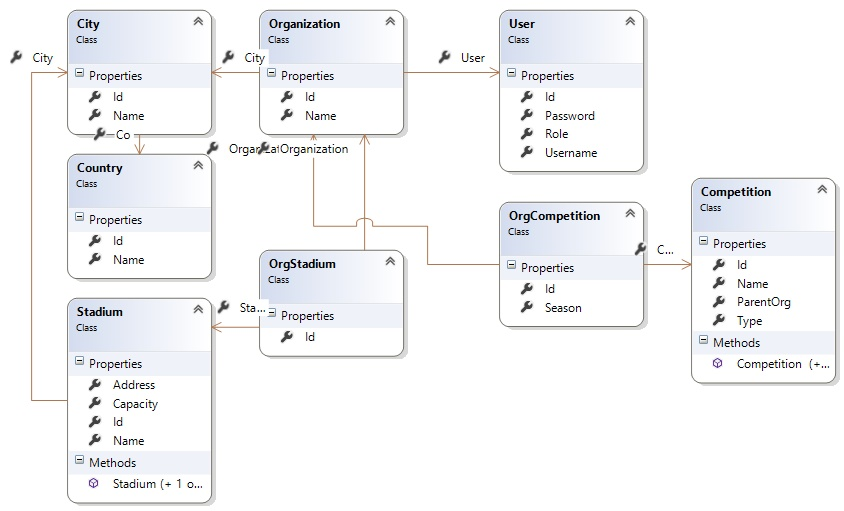 City
Class
Properties
Id
Name
City
Organization
Class
Properties
Id
Name
City
User
Class
Properties
Id
Password
Role
Username
User
Co
Country
Class
Properties
Id
Name
Organization
OrgCompetition
Class
Properties
Id
Season
C...
Competition
Class
Properties
Id
Name
ParentOrg
Type
Methods
Competition (+...
OrgStadium
Class
Properties
Id
Sta...
Stadium
Class
Properties
Address
Capacity
Id
Name
Methods
Stadium (+ 1 o...